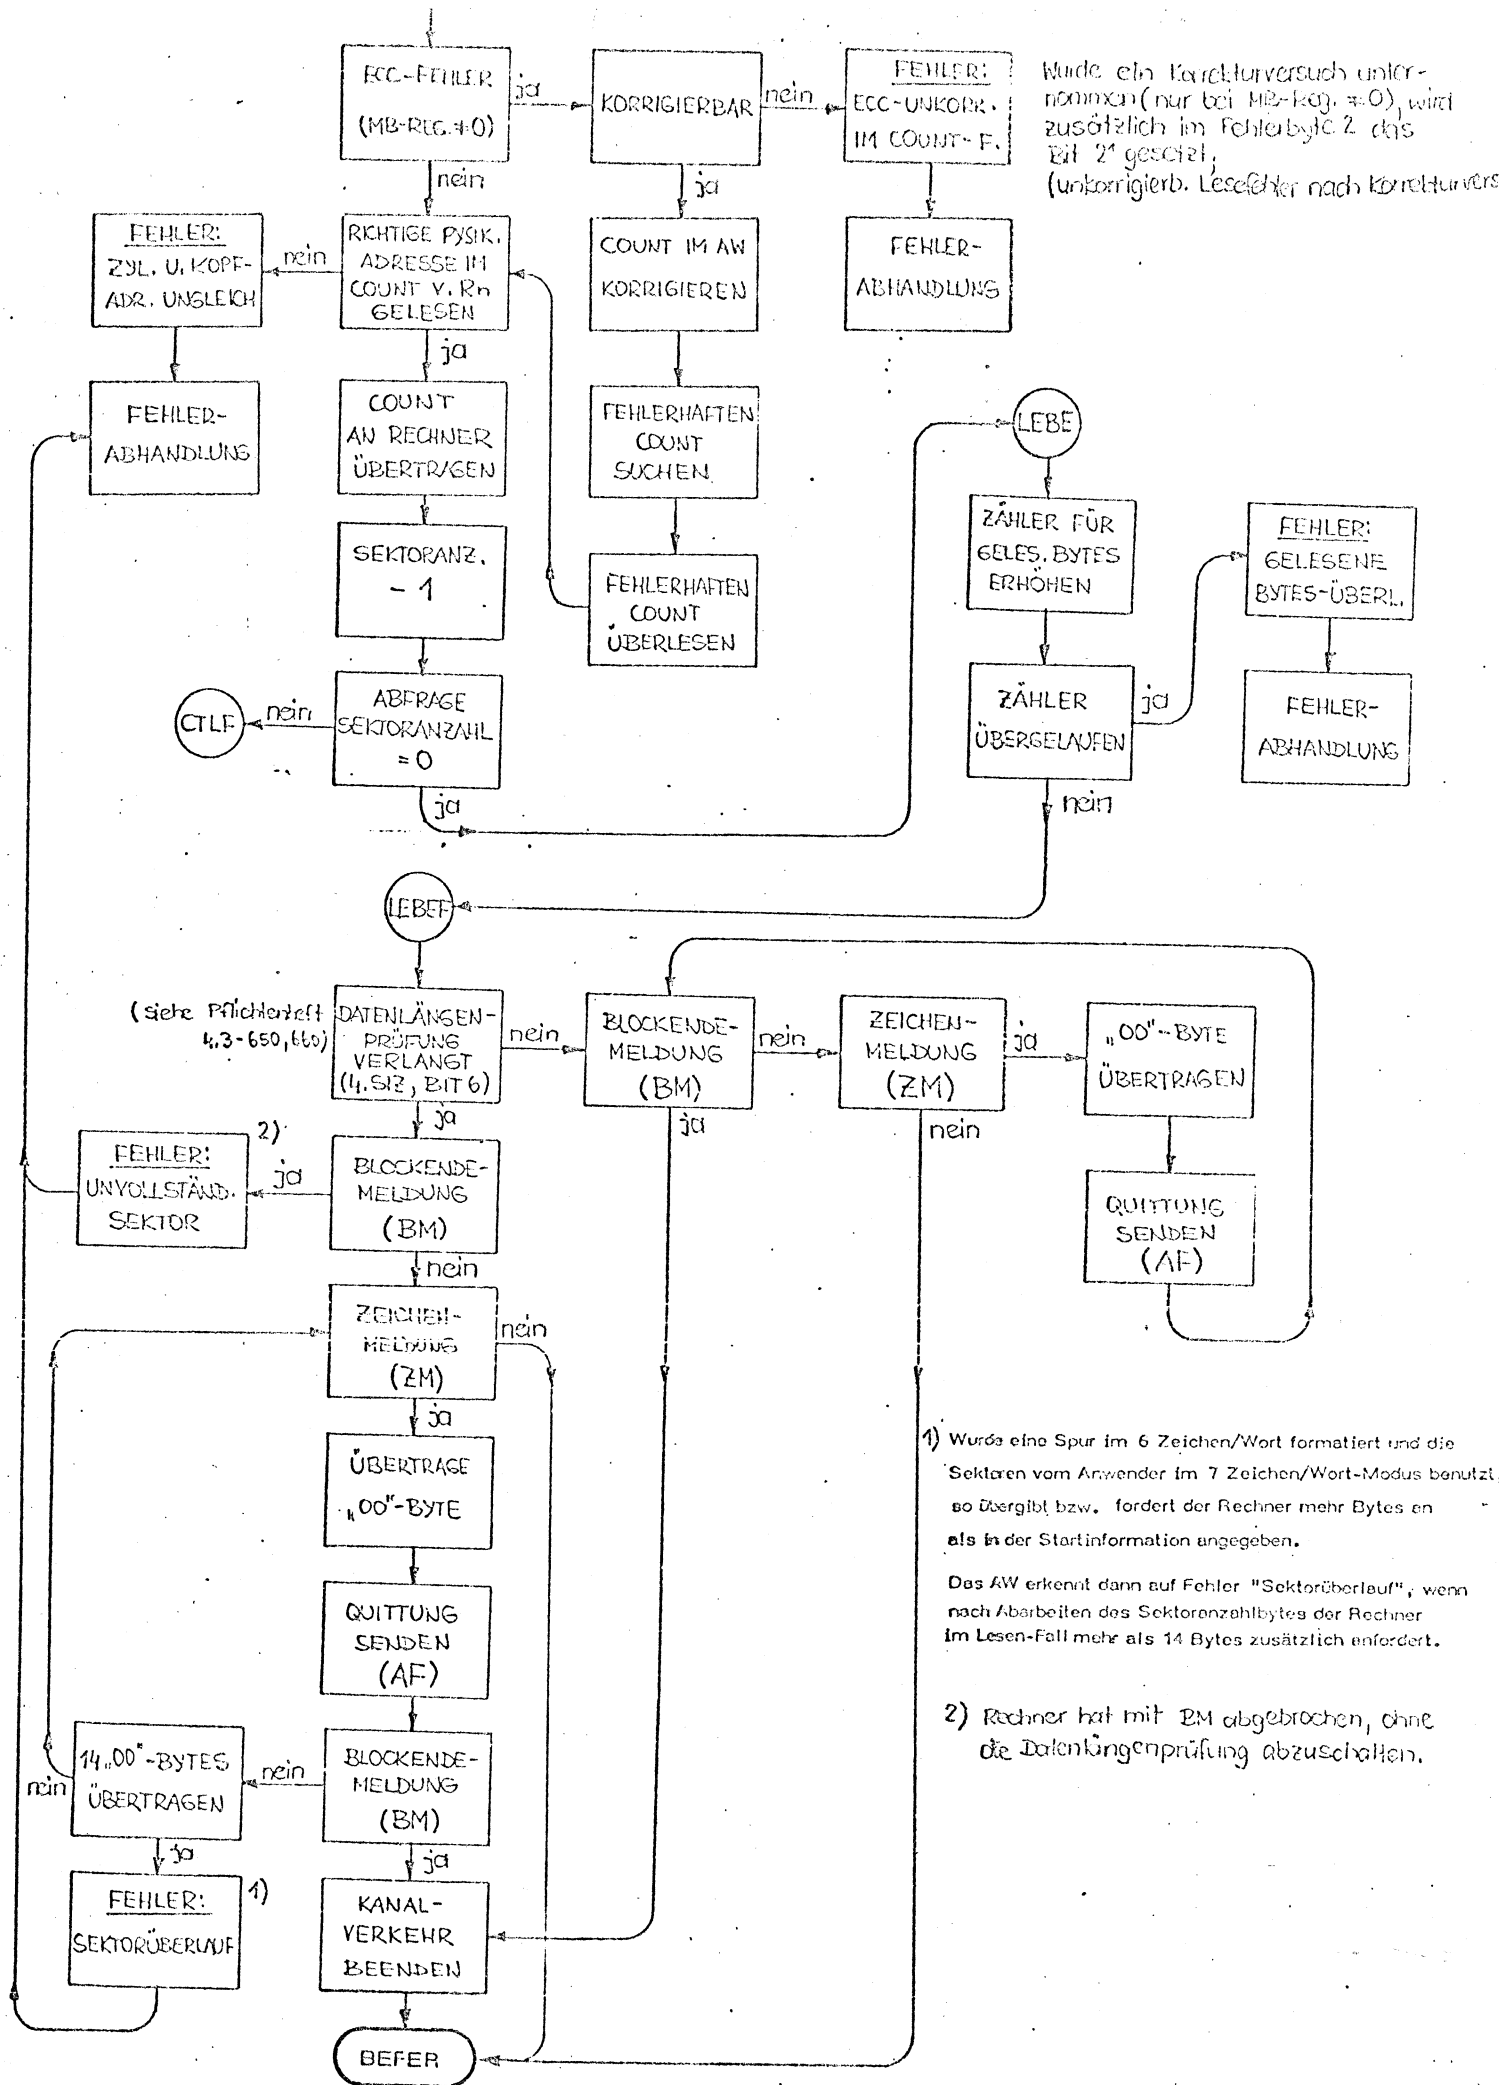 ECC-FEHLER
(MB-REG.≠0)
ja
KORRIGIERBAR
nein
FEHLER:
ECC-UNKORR.
IM COUNT-F.
Wurde ein Korrekturversuch unter-
nommen (nur bei MB-Reg. ≠0), wird
zusätzlich im Fehlerbyte 2 das
Bit 2¹ gesetzt,
(unkorrigierb. Lesefehler nach Korrekturvers
nein
ja
FEHLER:
ZYL. U. KOPF-
ADR. UNGLEICH
nein
RICHTIGE PYSIK.
ADRESSE IM
COUNT V. Rn
GELESEN
COUNT IM AW
KORRIGIEREN
FEHLER-
ABHANDLUNG
ja
FEHLER-
ABHANDLUNG
COUNT
AN RECHNER
ÜBERTRAGEN
FEHLERHAFTEN
COUNT
SUCHEN
LEBE
SEKTORANZ.
- 1
FEHLERHAFTEN
COUNT
ÜBERLESEN
ZÄHLER FÜR
GELES. BYTES
ERHÖHEN
FEHLER:
GELESENE
BYTES-ÜBERL.
CTLF
nein
ABFRAGE
SEKTORANZAHL
= 0
ZÄHLER
ÜBERGELAUFEN
ja
FEHLER-
ABHANDLUNG
ja
nein
LEBEF
(siehe Pflichtenheft
4.3-650,660)
DATENLÄNGEN-
PRÜFUNG
VERLANGT
(4. SIZ, BIT 6)
nein
BLOCKENDE-
MELDUNG
(BM)
nein
ZEICHEN-
MELDUNG
(ZM)
ja
„00"-BYTE
ÜBERTRAGEN
ja
ja
nein
FEHLER:
UNVOLLSTÄND.
SEKTOR
2)
ja
BLOCKENDE-
MELDUNG
(BM)
QUITTUNG
SENDEN
(AF)
nein
ZEICHEN-
MELDUNG
(ZM)
nein
ja
ÜBERTRAGE
„00"-BYTE
1) Wurde eine Spur im 6 Zeichen/Wort formatiert und die
Sektoren vom Anwender im 7 Zeichen/Wort-Modus benutzt
so übergibt bzw. fordert der Rechner mehr Bytes an
als in der Startinformation angegeben.
Das AW erkennt dann auf Fehler "Sektorüberlauf", wenn
nach Abarbeiten des Sektoranzahlbytes der Rechner
im Lesen-Fall mehr als 14 Bytes zusätzlich anfordert.
QUITTUNG
SENDEN
(AF)
2) Rechner hat mit BM abgebrochen, ohne
die Datenlängenprüfung abzuschalten.
nein
14 „00"-BYTES
ÜBERTRAGEN
nein
BLOCKENDE-
MELDUNG
(BM)
ja
ja
FEHLER:
SEKTORÜBERLAUF
1)
KANAL-
VERKEHR
BEENDEN
BEFER